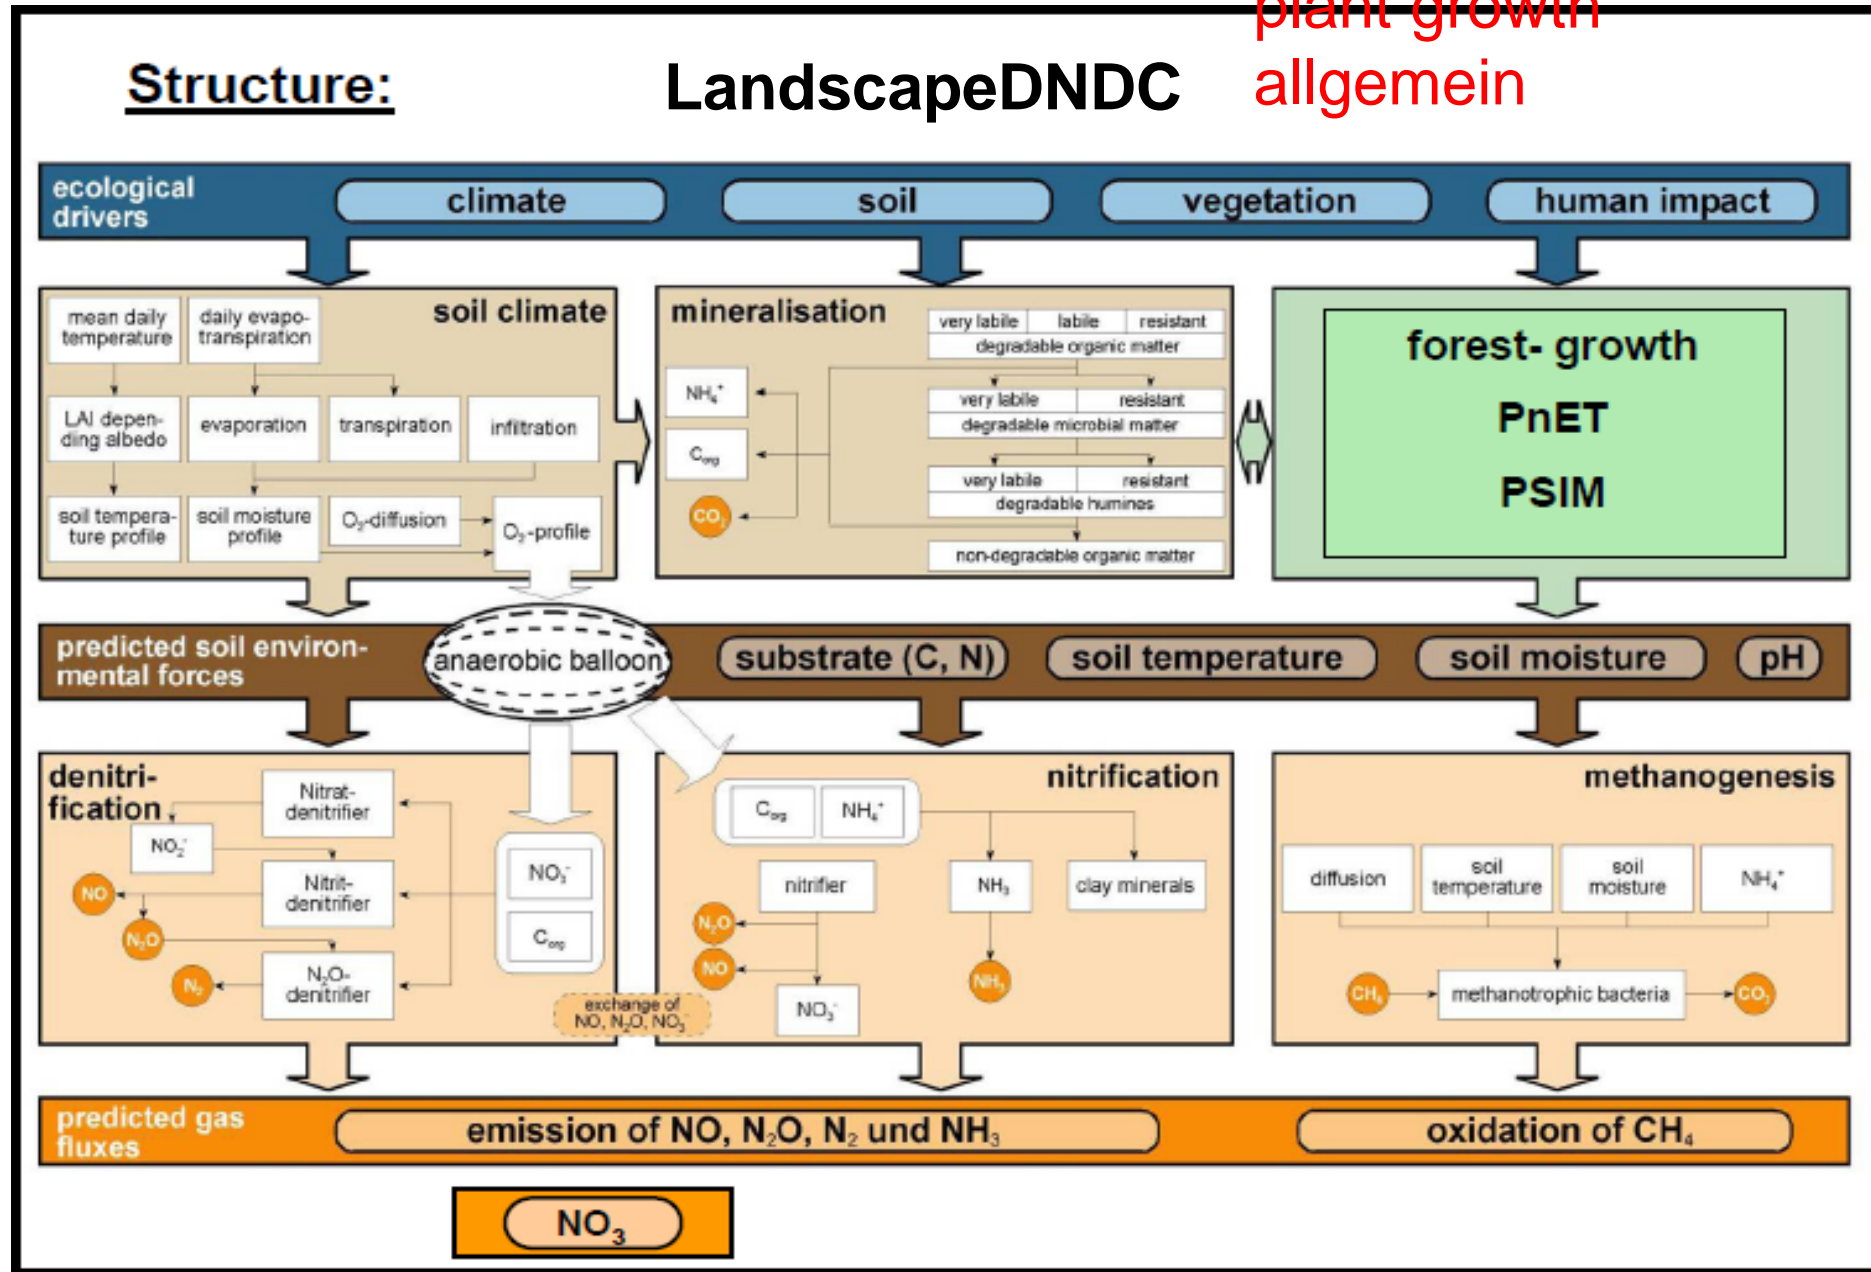 plant growth
allgemein
Structure:
LandscapeDNDC
ecological
drivers
climate
soil
vegetation
human impact
soil climate
mean daily
temperature
daily evapo-
transpiration
LAI depen-
ding albedo
evaporation
transpiration
infiltration
soil tempera-
ture profile
soil moisture
profile
O₂-diffusion
O₂-profile
mineralisation
very labile
labile
resistant
degradable organic matter
NH₄⁺
very labile
resistant
degradable microbial matter
Corg
very labile
resistant
degradable humines
CO₂
non-degradable organic matter
forest- growth
PnET
PSIM
predicted soil environ-
mental forces
anaerobic balloon
substrate (C, N)
soil temperature
soil moisture
pH
denitri-
fication
Nitrat-
denitrifier
NO₂⁻
Nitrit-
denitrifier
NO
N₂O
N₂
N₂O-
denitrifier
NO₃⁻
Corg
exchange of
NO, N₂O, NO₃⁻
nitrification
Corg
NH₄⁺
nitrifier
NH₃
clay minerals
N₂O
NO
NH₃
NO₃⁻
methanogenesis
diffusion
soil
temperature
soil
moisture
NH₄⁺
CH₄
methanotrophic bacteria
CO₂
predicted gas
fluxes
emission of NO, N₂O, N₂ und NH₃
oxidation of CH₄
NO₃